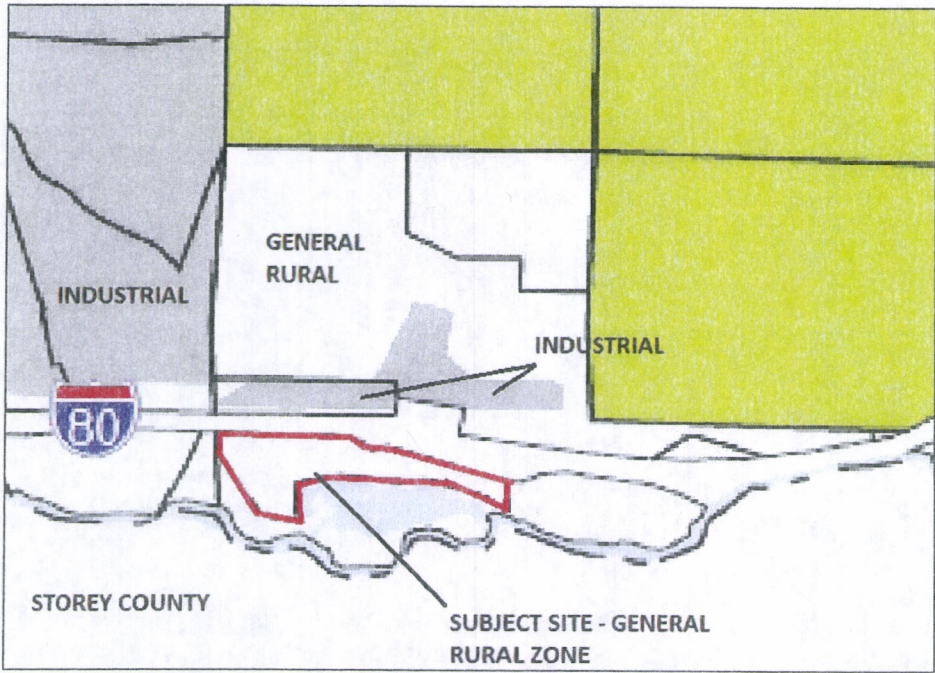 GENERAL
RURAL
INDUSTRIAL
INDUSTRIAL
80
STOREY COUNTY
SUBJECT SITE - GENERAL
RURAL ZONE